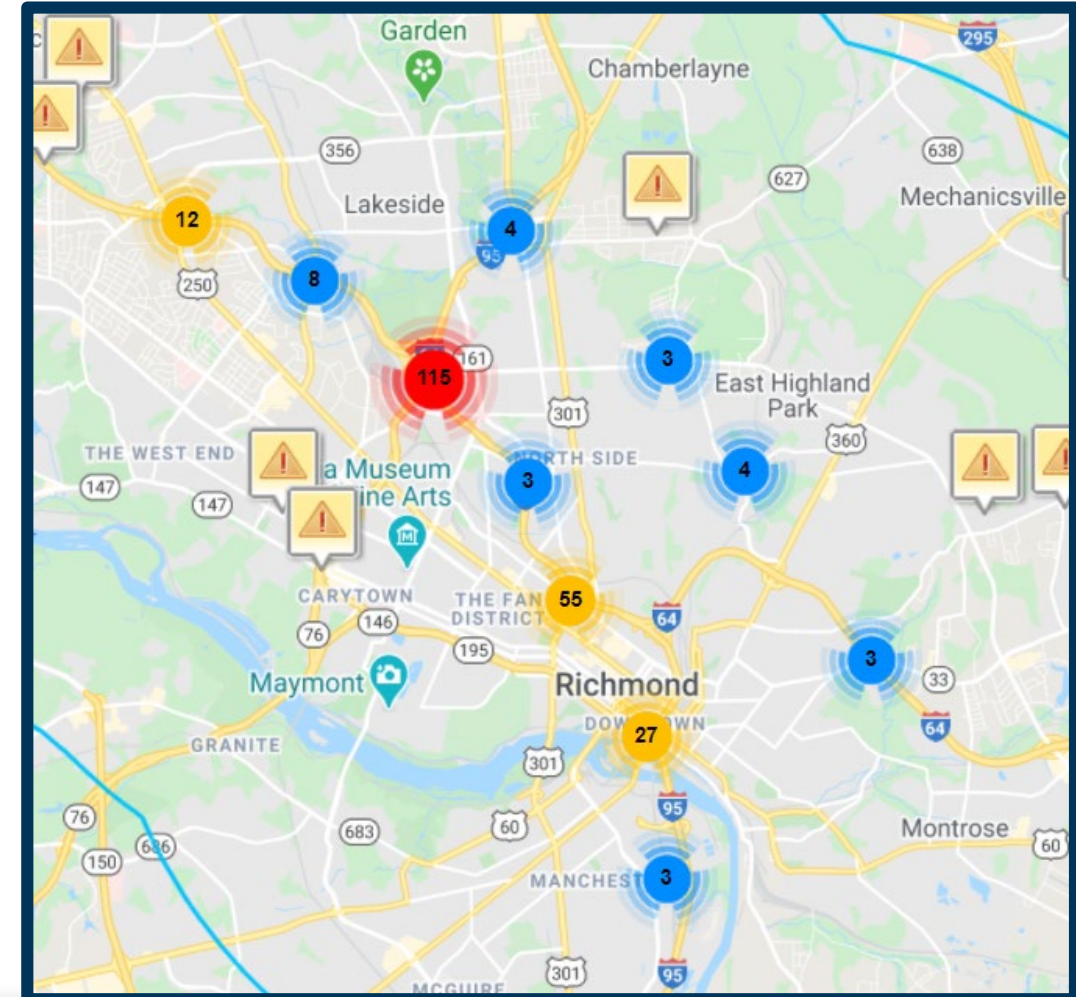 Garden
295
Chamberlayne
356
638
627
Mechanicsville
Lakeside
12
4
95
8
250
161
3
115
East Highland
Park
301
360
THE WEST END
NORTH SIDE
a Museum
ine Arts
147
147
3
4
CARYTOWN
THE FAN
DISTRICT
55
64
146
76
195
3
33
Maymont
Richmond
DOWNTOWN
27
64
GRANITE
301
95
76
683
60
Montrose
60
686
150
MANCHEST
3
301
95
MCGUIRE